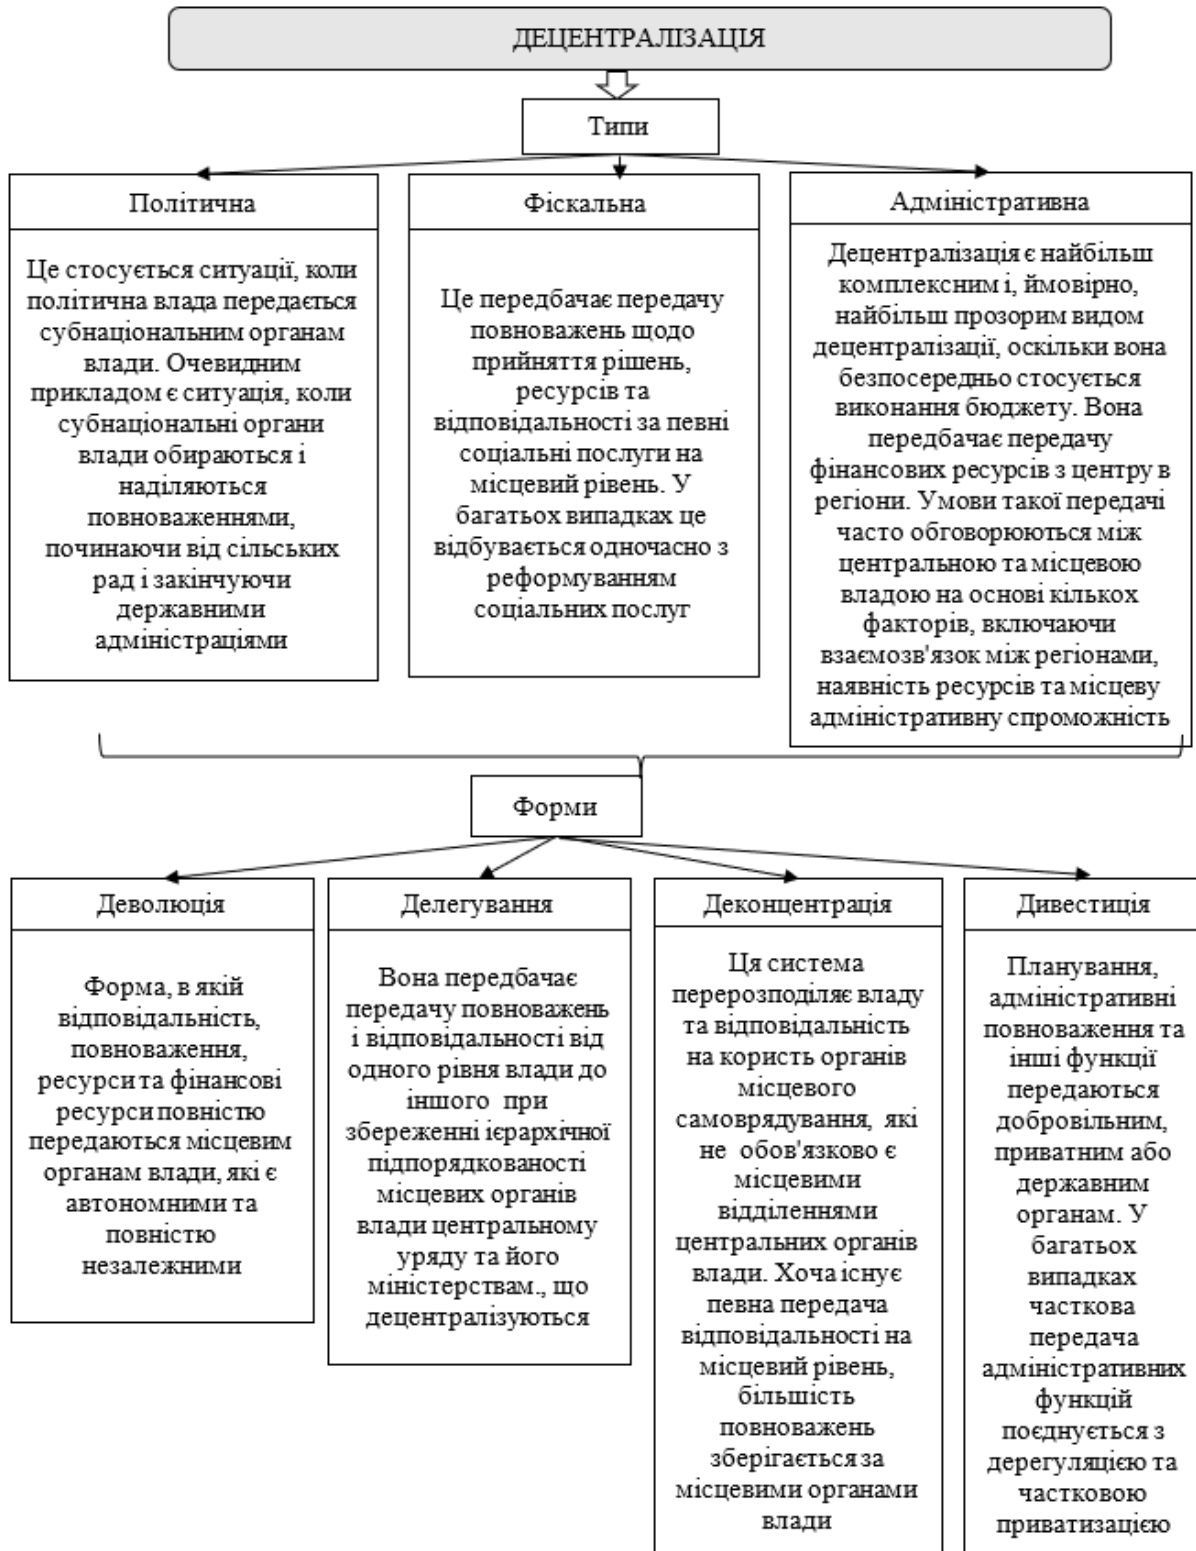 ДЕЦЕНТРАЛІЗАЦІЯ
Типи
Політична
Це стосується ситуації, коли
політична влада передається
субнаціональним органам
влади. Очевидним
прикладом є ситуація, коли
субнаціональні органи
влади обираються і
наділяються
повноваженнями,
починаючи від сільських
рад і закінчуючи
державними
адміністраціями
Фіскальна
Це передбачає передачу
повноважень щодо
прийняття рішень,
ресурсів та
відповідальності за певні
соціальні послуги на
місцевий рівень. У
багатьох випадках це
відбувається одночасно з
реформуванням
соціальних послуг
Адміністративна
Децентралізація є найбільш
комплексним і, ймовірно,
найбільш прозорим видом
децентралізації, оскільки вона
безпосередньо стосується
виконання бюджету. Вона
передбачає передачу
фінансових ресурсів з центру в
регіони. Умови такої передачі
часто обговорюються між
центральною та місцевою
владою на основі кількох
факторів, включаючи
взаємозв'язок між регіонами,
наявність ресурсів та місцеву
адміністративну спроможність
Форми
Деволюція
Форма, в якій
відповідальність,
повноваження,
ресурси та фінансові
ресурси повністю
передаються місцевим
органам влади, які є
автономними та
повністю
незалежними
Делегування
Вона передбачає
передачу повноважень
і відповідальності від
одного рівня влади до
іншого при
збереженні ієрархічної
підпорядкованості
місцевих органів
влади центральному
уряду та його
міністерствам., що
децентралізуються
Деконцентрація
Ця система
перерозподіляє владу
та відповідальність
на користь органів
місцевого
самоврядування, які
не обов'язково є
місцевими
відділеннями
центральних органів
влади. Хоча існує
певна передача
відповідальності на
місцевий рівень,
більшість
повноважень
зберігається за
місцевими органами
влади
Дивестиція
Планування,
адміністративні
повноваження та
інші функції
передаються
добровільним,
приватним або
державним
органам. У
багатьох
випадках
часткова
передача
адміністративних
функцій
поєднується з
дерегуляцією та
частковою
приватизацією